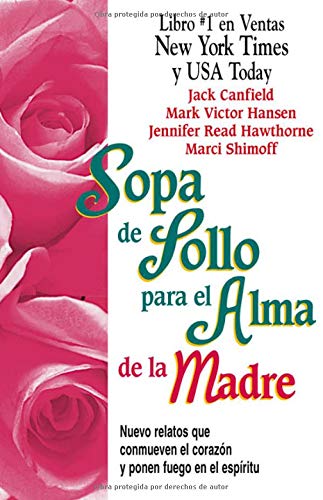 Material protegido por derechos de autor
Libro #1 en Ventas
New York Times
y USA Today
Jack Canfield
Mark Victor Hansen
Jennifer Read Hawthorne
Marci Shimoff
Sopa
de Pollo
para el Alma
de la Madre
Nuevo relatos que
conmueven el corazón
y ponen fuego en el espíritu
Material protegido por derechos de autor